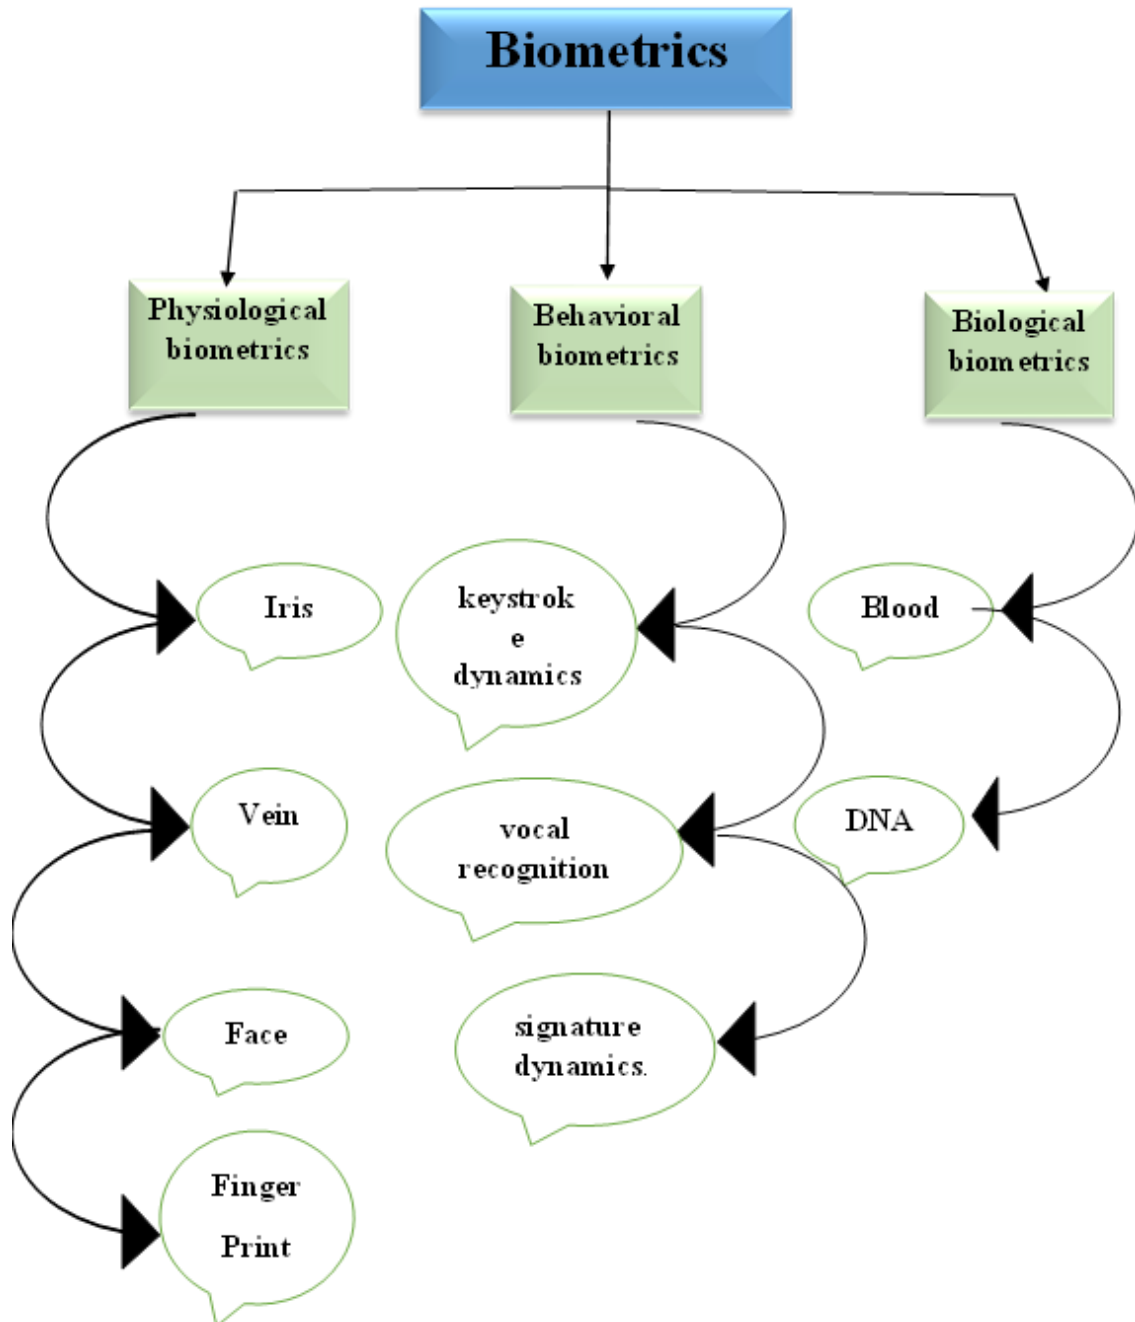 Biometrics
Physiological
biometrics
Behavioral
biometrics
Biological
biometrics
Iris
keystrok
e
dynamics
Blood
Vein
vocal
recognition
DNA
Face
signature
dynamics.
Finger
Print